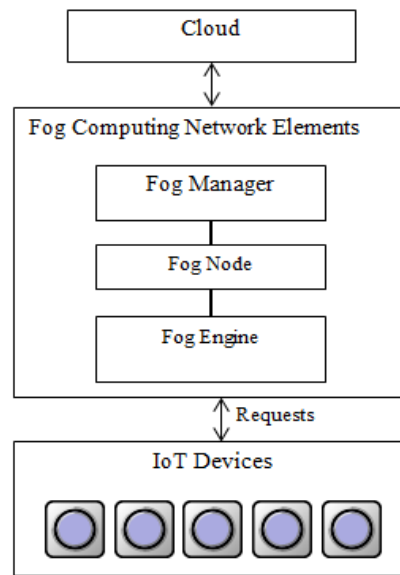 Cloud
Fog Computing Network Elements
Fog Manager
Fog Node
Fog Engine
Requests
IoT Devices